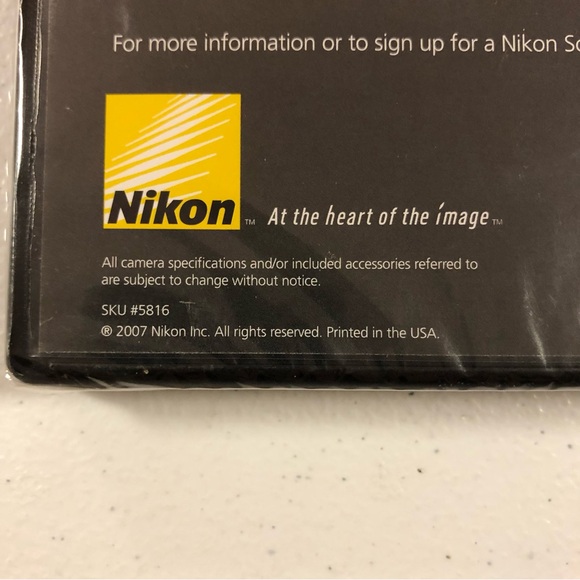 For more information or to sign up for a Nikon
Nikon™ At the heart of the image™
All camera specifications and/or included accessories referred to
are subject to change without notice.
SKU #5816
® 2007 Nikon Inc. All rights reserved. Printed in the USA.